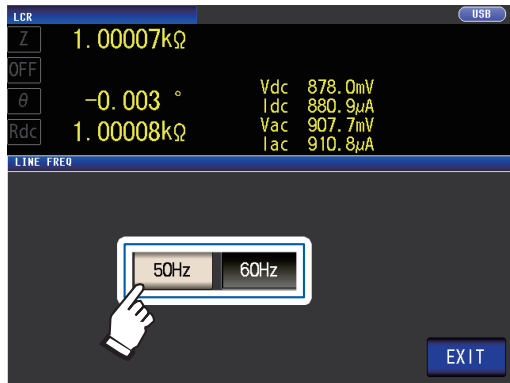 LCR USB
Z 1.00007kΩ
OFF
θ -0.003 °
Rdc 1.00008kΩ
Vdc 878.0mV
Idc 880.9μA
Vac 907.7mV
Iac 910.8μA
LINE FREQ
50Hz 60Hz
EXIT